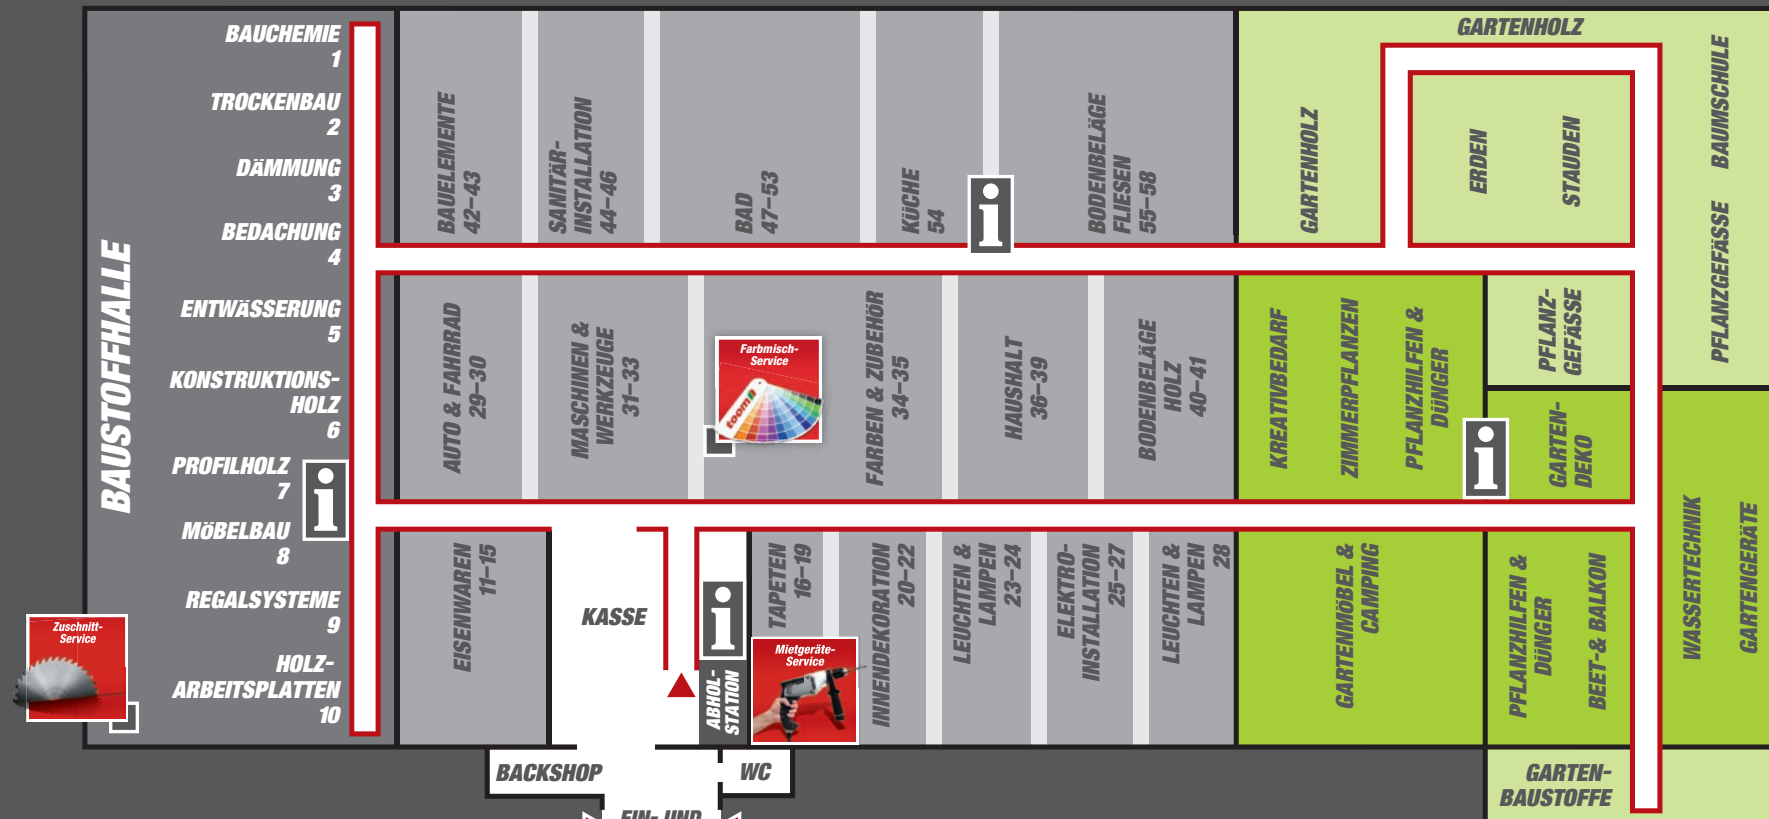 BAUSTOFFHALLE
BAUCHEMIE
1
TROCKENBAU
2
DÄMMUNG
3
BEDACHUNG
4
ENTWÄSSERUNG
5
KONSTRUKTIONS-
HOLZ
6
PROFILHOLZ
7
i
MÖBELBAU
8
REGALSYSTEME
9
HOLZ-
ARBEITSPLATTEN
10
Zuschnitt-
Service
BAUELEMENTE
42–43
SANITÄR-
INSTALLATION
44–46
BAD
47–53
KÜCHE
54
i
BODENBELÄGE
FLIESEN
55–58
GARTENHOLZ
GARTENHOLZ
ERDEN
STAUDEN
BAUMSCHULE
PFLANZGEFÄSSE
AUTO & FAHRRAD
29–30
MASCHINEN &
WERKZEUGE
31–33
Farbmisch-
Service
toom
FARBEN & ZUBEHÖR
34–35
HAUSHALT
36–39
BODENBELÄGE
HOLZ
40–41
KREATIVBEDARF
ZIMMERPFLANZEN
PFLANZHILFEN &
DÜNGER
i
PFLANZ-
GEFÄSSE
GARTEN-
DEKO
EISENWAREN
11–15
KASSE
i
ABHOL-
STATION
TAPETEN
16–19
Mietgeräte-
Service
INNENDEKORATION
20–22
LEUCHTEN &
LAMPEN
23–24
ELEKTRO-
INSTALLATION
25–27
LEUCHTEN &
LAMPEN
28
GARTENMÖBEL &
CAMPING
PFLANZHILFEN &
DÜNGER
BEET-& BALKON
WASSERTECHNIK
GARTENGERÄTE
BACKSHOP
WC
EIN- UND
GARTEN-
BAUSTOFFE